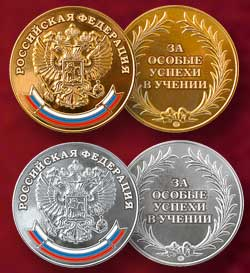 РОССИЙСКАЯ ФЕДЕРАЦИЯ
ЗА
ОСОБЫЕ
УСПЕХИ
В УЧЕНИИ
РОССИЙСКАЯ ФЕДЕРАЦИЯ
ЗА
ОСОБЫЕ
УСПЕХИ
В УЧЕНИИ